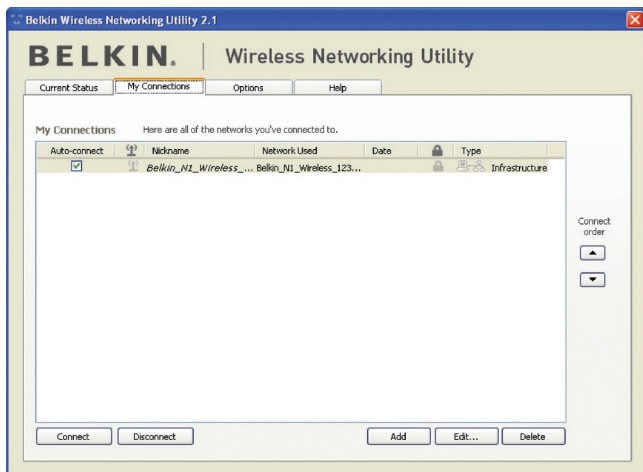 Belkin Wireless Networking Utility 2.1
BELKIN. Wireless Networking Utility
Current Status My Connections Options Help
My Connections Here are all of the networks you've connected to.
Auto-connect Nickname Network Used Date Type
Belkin_N1_Wireless_... Belkin_N1_Wireless_123... Infrastructure
Connect
order
Connect Disconnect Add Edit... Delete